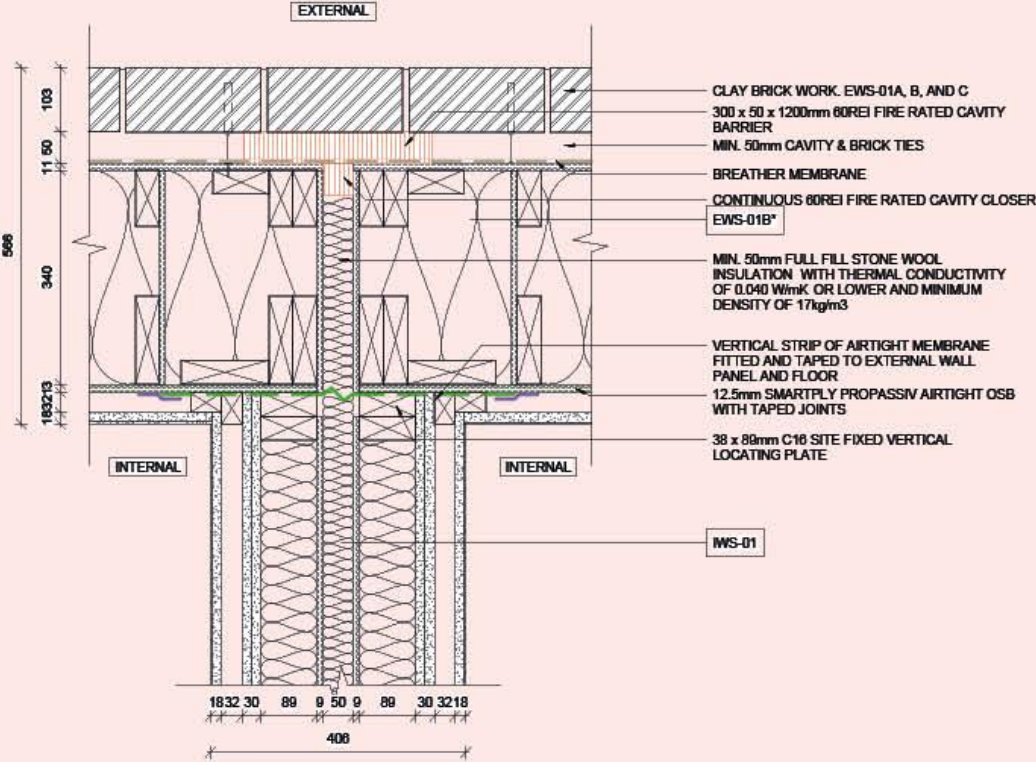 EXTERNAL
CLAY BRICK WORK. EWS-01A, B, AND C
300 x 50 x 1200mm 60REI FIRE RATED CAVITY
BARRIER
MIN. 50mm CAVITY & BRICK TIES
BREATHER MEMBRANE
CONTINUOUS 60REI FIRE RATED CAVITY CLOSER
EWS-01B*
MIN. 50mm FULL FILL STONE WOOL
INSULATION WITH THERMAL CONDUCTIVITY
OF 0.040 W/mK OR LOWER AND MINIMUM
DENSITY OF 17kg/m3
VERTICAL STRIP OF AIRTIGHT MEMBRANE
FITTED AND TAPED TO EXTERNAL WALL
PANEL AND FLOOR
12.5mm SMARTPLY PROPASSIV AIRTIGHT OSB
WITH TAPED JOINTS
38 x 89mm C16 SITE FIXED VERTICAL
LOCATING PLATE
IWS-01
103
50
11
340
13
32
18
566
INTERNAL
INTERNAL
18 32 30 89 9 50 9 89 30 32 18
406